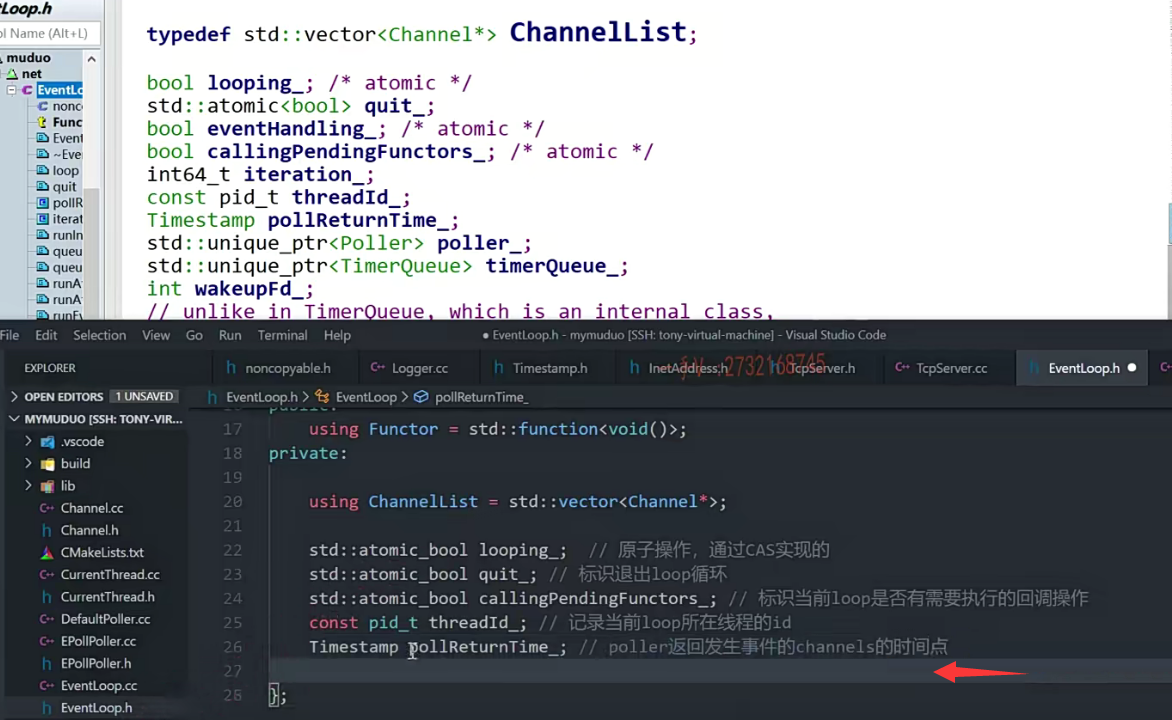 tLoop.h
ol Name (Alt+L)
muduo
net
EventLo
nonco
Func
Event
~Eve
loop
quit
pollR
iterat
runIn
queu
queu
runA
runA
runEv
typedef std::vector<Channel*> ChannelList;
bool looping_; /* atomic */
std::atomic<bool> quit_;
bool eventHandling_; /* atomic */
bool callingPendingFunctors_; /* atomic */
int64_t iteration_;
const pid_t threadId_;
Timestamp pollReturnTime_;
std::unique_ptr<Poller> poller_;
std::unique_ptr<TimerQueue> timerQueue_;
int wakeupFd_;
// unlike in TimerQueue, which is an internal class,
File Edit Selection View Go Run Terminal Help ● EventLoop.h - mymuduo [SSH: tony-virtual-machine] - Visual Studio Code
EXPLORER noncopyable.h Logger.cc Timestamp.h InetAddress.h TcpServer.h TcpServer.cc EventLoop.h ●
2732168745
OPEN EDITORS 1 UNSAVED
EventLoop.h > EventLoop > pollReturnTime_
MYMUDUO [SSH: TONY-VIR...
.vscode
build
lib
Channel.cc
Channel.h
CMakeLists.txt
CurrentThread.cc
CurrentThread.h
DefaultPoller.cc
EPollPoller.cc
EPollPoller.h
EventLoop.cc
EventLoop.h
public:
17 using Functor = std::function<void()>;
18 private:
19
20 using ChannelList = std::vector<Channel*>;
21
22 std::atomic_bool looping_; // 原子操作，通过CAS实现的
23 std::atomic_bool quit_; // 标识退出loop循环
24 std::atomic_bool callingPendingFunctors_; // 标识当前loop是否有需要执行的回调操作
25 const pid_t threadId_; // 记录当前loop所在线程的id
26 Timestamp pollReturnTime_; // poller返回发生事件的channels的时间点
27
28 };